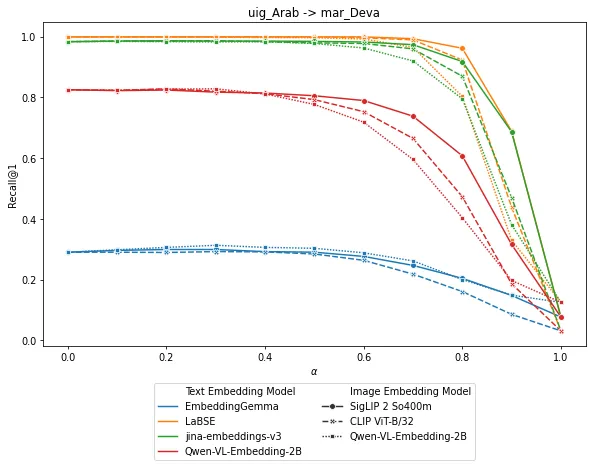 uig_Arab -> mar_Deva
Recall@1
1.0
0.8
0.6
0.4
0.2
0.0
0.0 0.2 0.4 0.6 0.8 1.0
α
Text Embedding Model
EmbeddingGemma
LaBSE
jina-embeddings-v3
Qwen-VL-Embedding-2B
Image Embedding Model
SigLIP 2 So400m
CLIP ViT-B/32
Qwen-VL-Embedding-2B